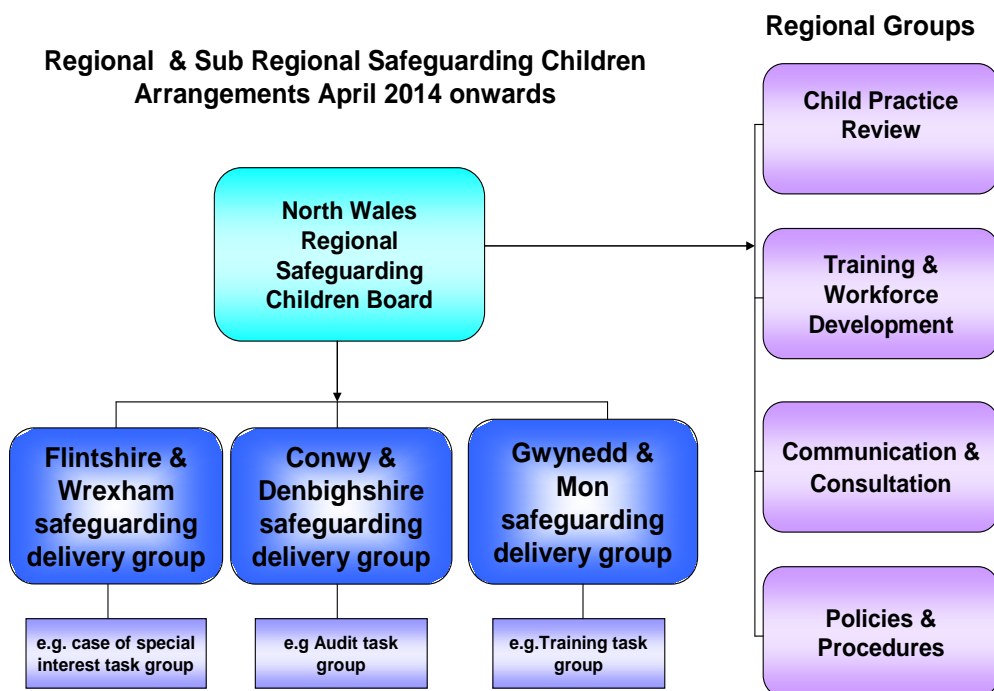 Regional Groups
Regional & Sub Regional Safeguarding Children
Arrangements April 2014 onwards
Child Practice
Review
North Wales
Regional
Safeguarding
Children Board
Training &
Workforce
Development
Communication &
Consultation
Policies &
Procedures
Flintshire &
Wrexham
safeguarding
delivery group
Conwy &
Denbighshire
safeguarding
delivery group
Gwynedd &
Mon
safeguarding
delivery group
e.g. case of special
interest task group
e.g Audit task
group
e.g.Training task
group